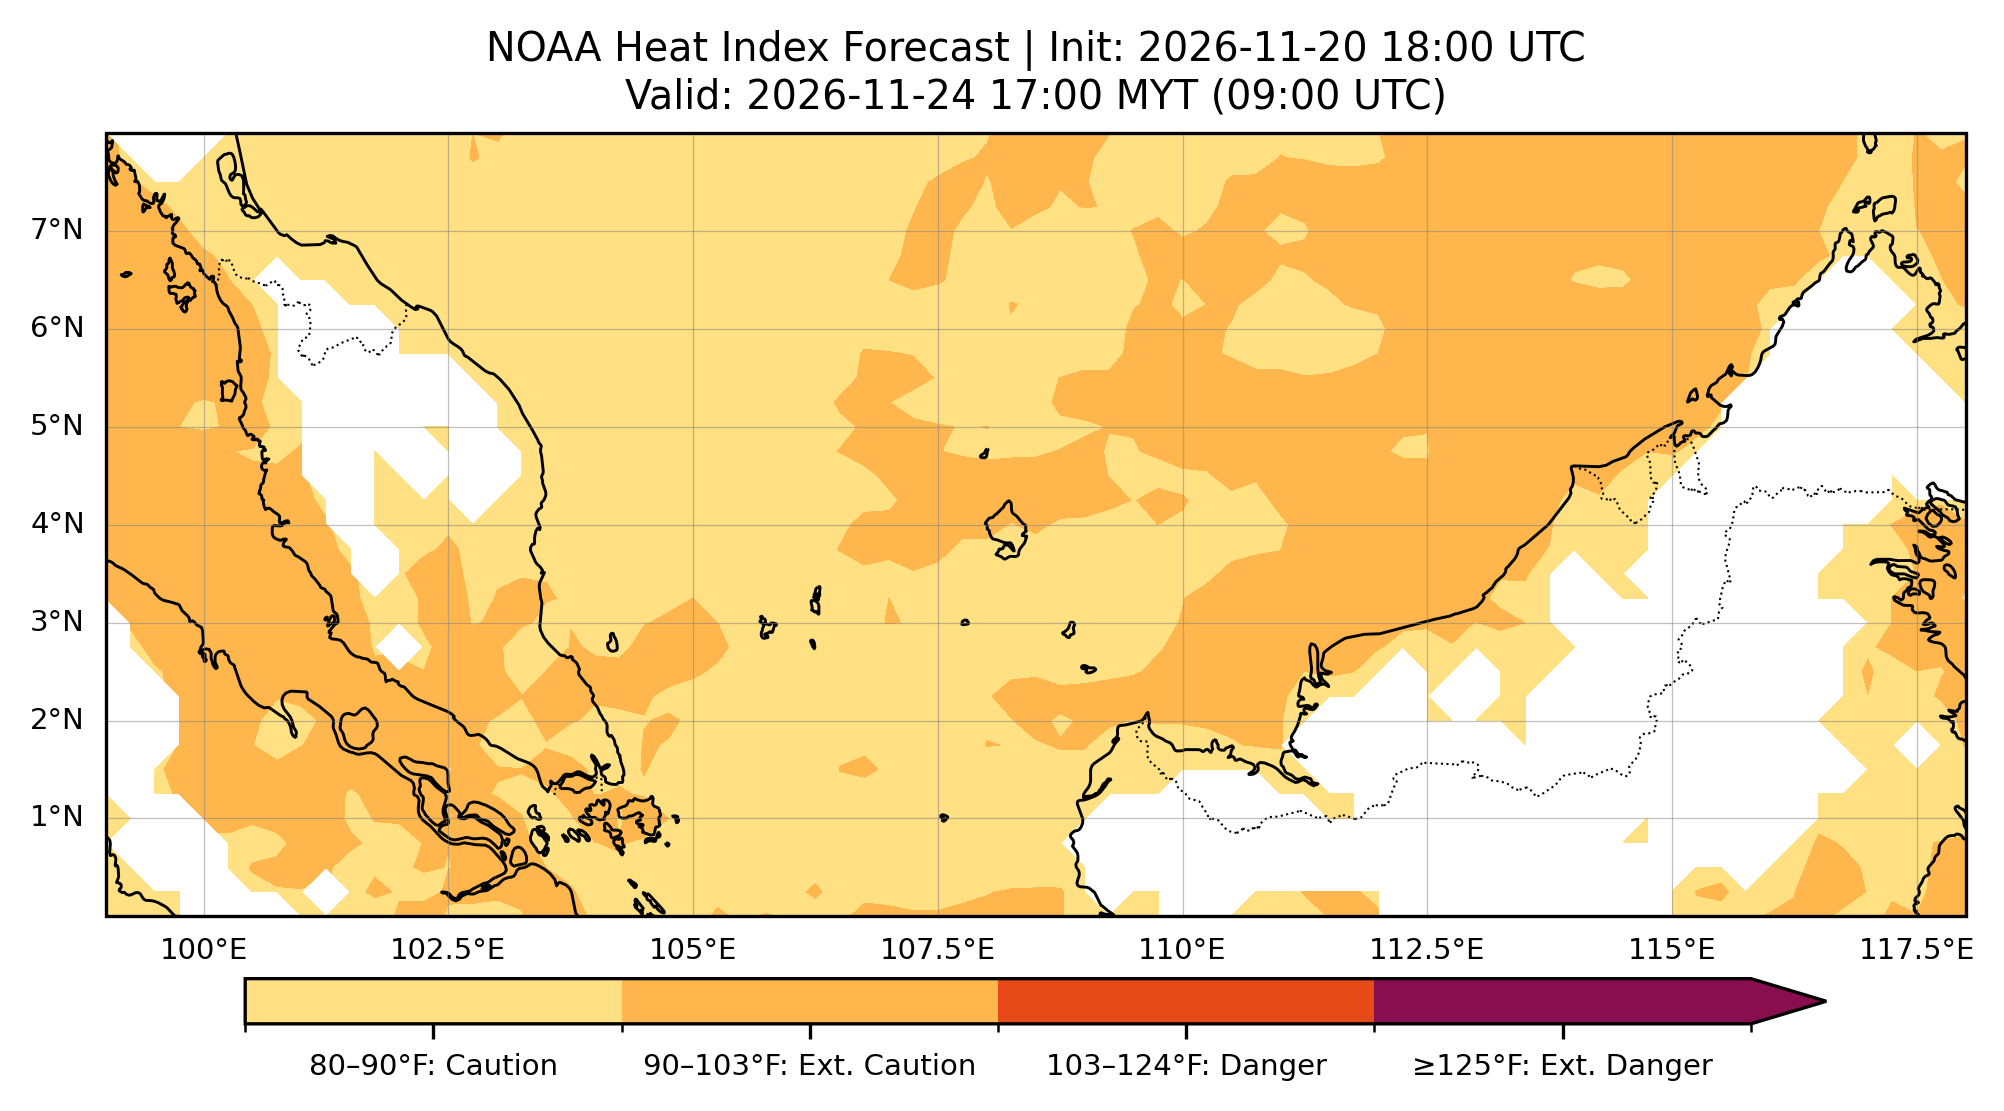 NOAA Heat Index Forecast | Init: 2026-11-20 18:00 UTC
Valid: 2026-11-24 17:00 MYT (09:00 UTC)
7°N
6°N
5°N
4°N
3°N
2°N
1°N
100°E 102.5°E 105°E 107.5°E 110°E 112.5°E 115°E 117.5°E
80–90°F: Caution 90–103°F: Ext. Caution 103–124°F: Danger ≥125°F: Ext. Danger